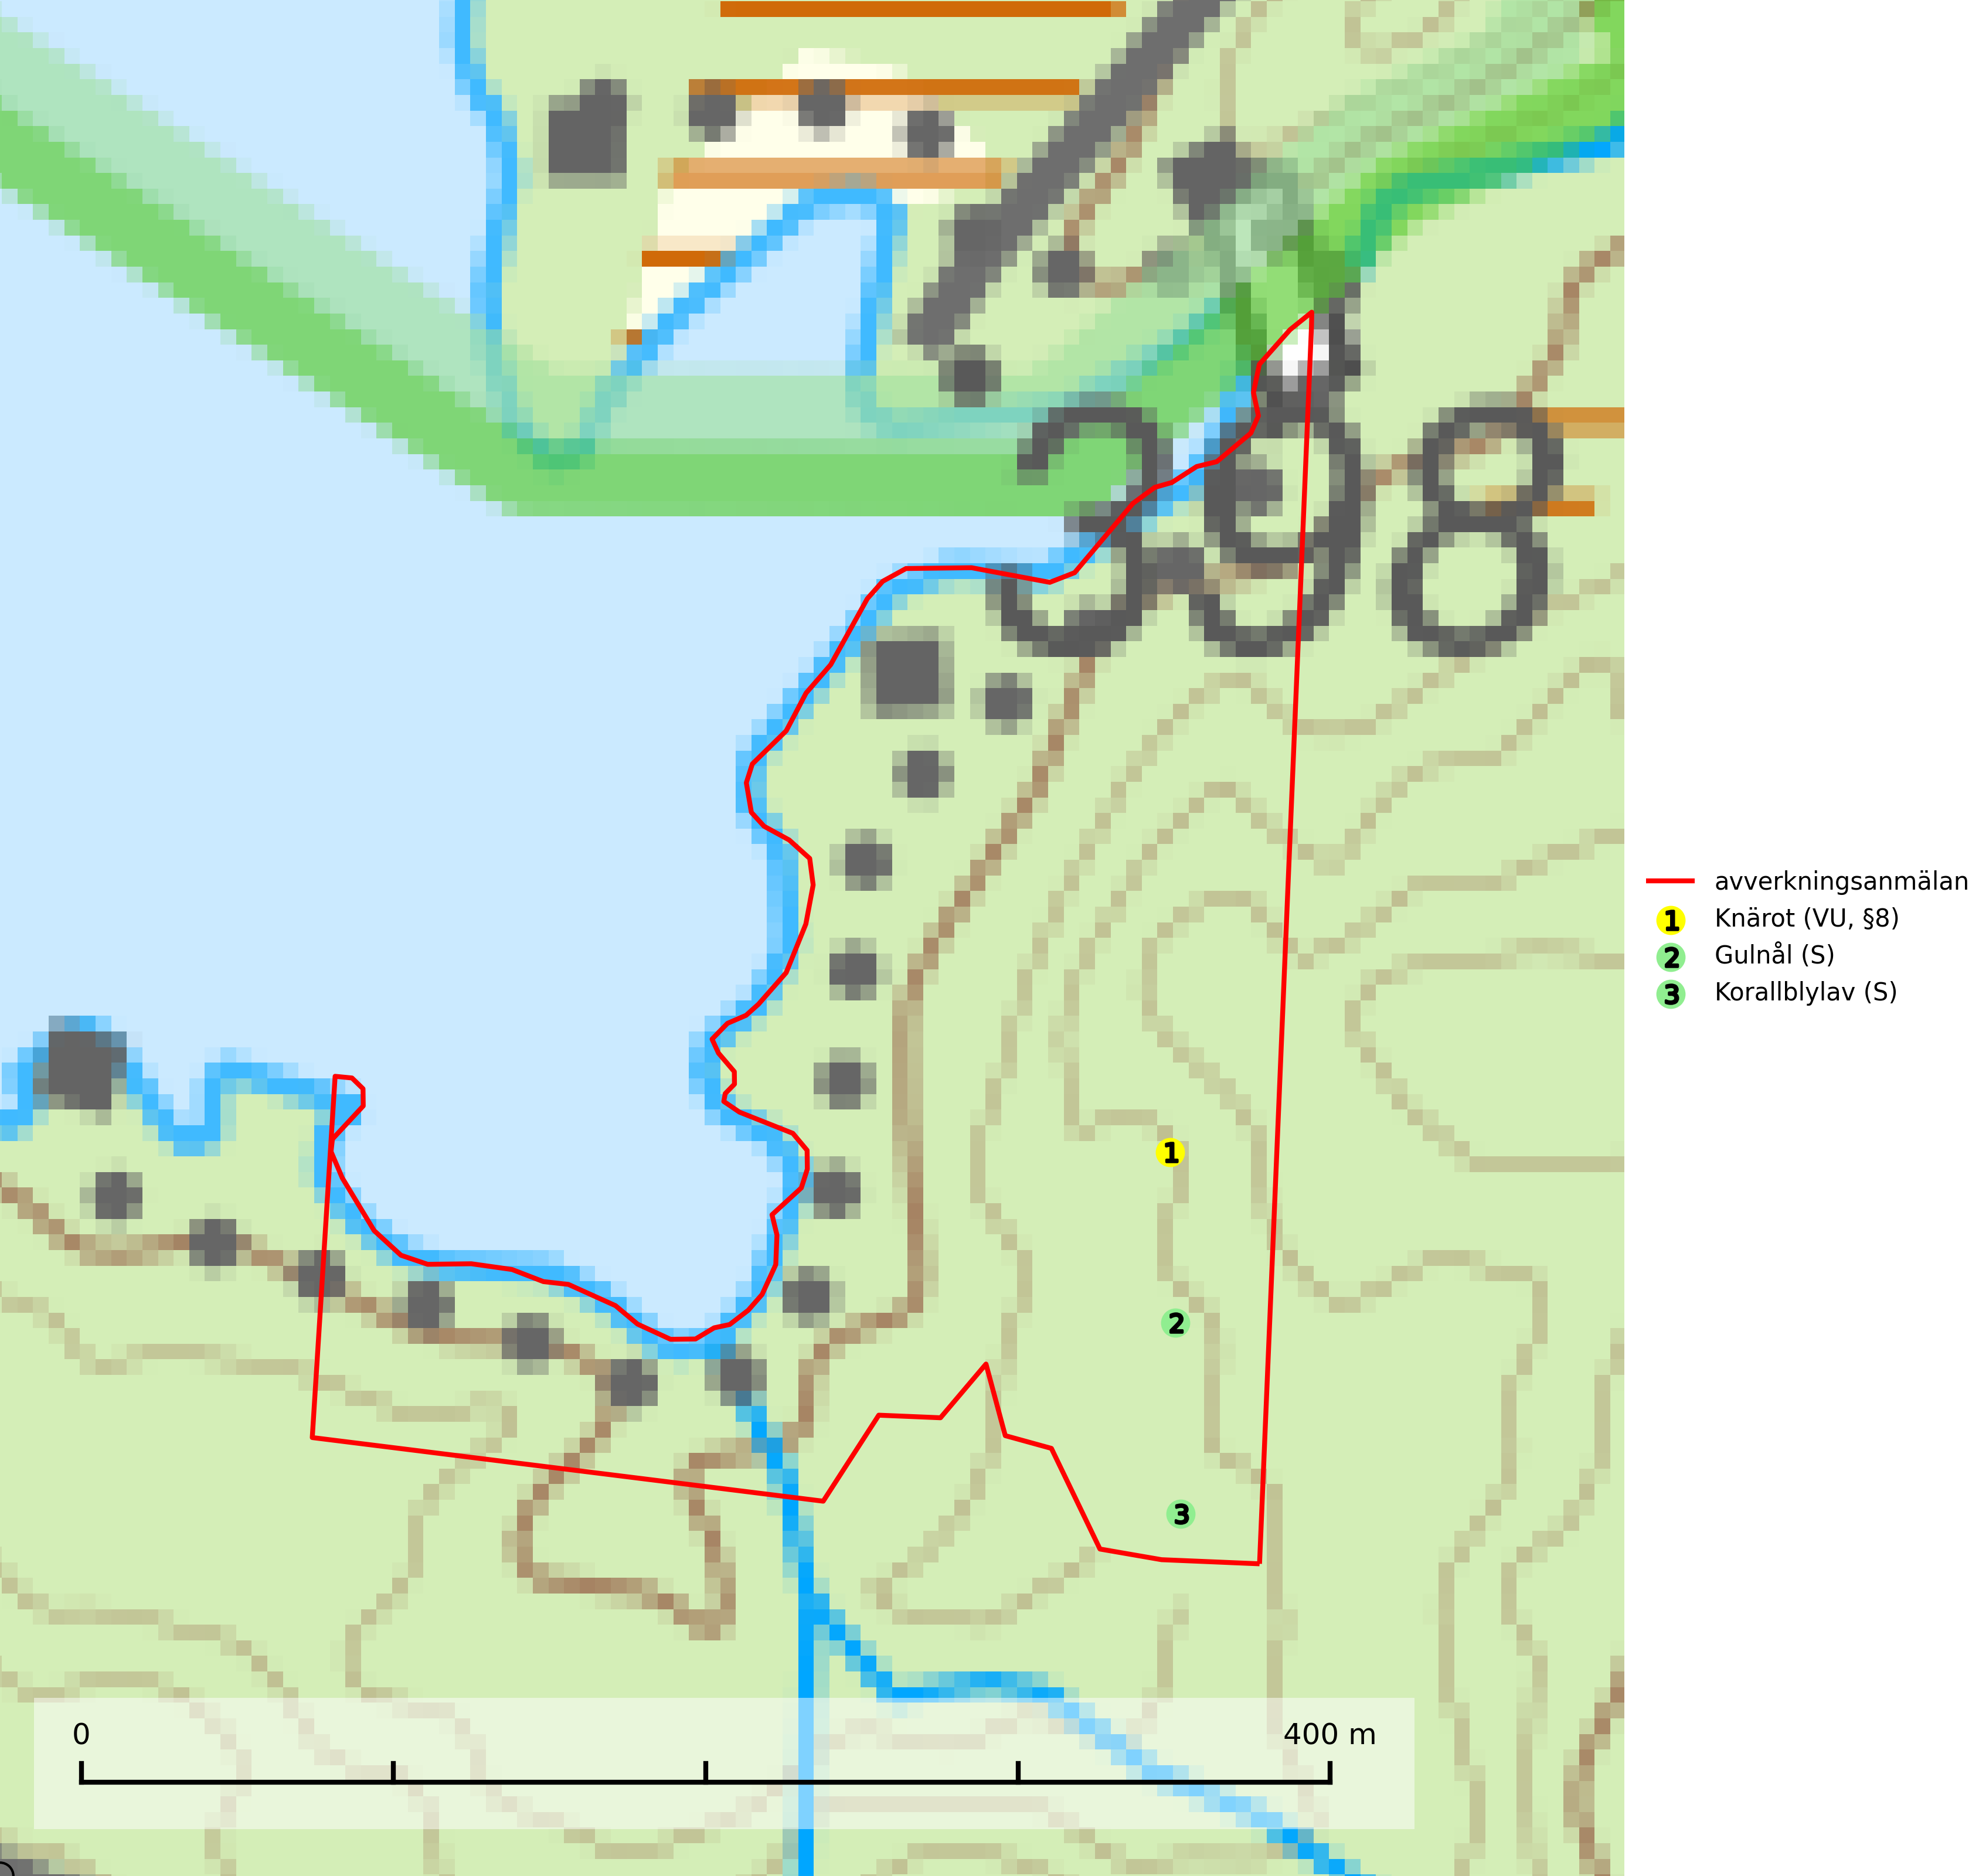 398
avverkningsanmälan
1 Knärot (VU, §8)
2 Gulnål (S)
3 Korallblylav (S)
1
2
3
0 400 m